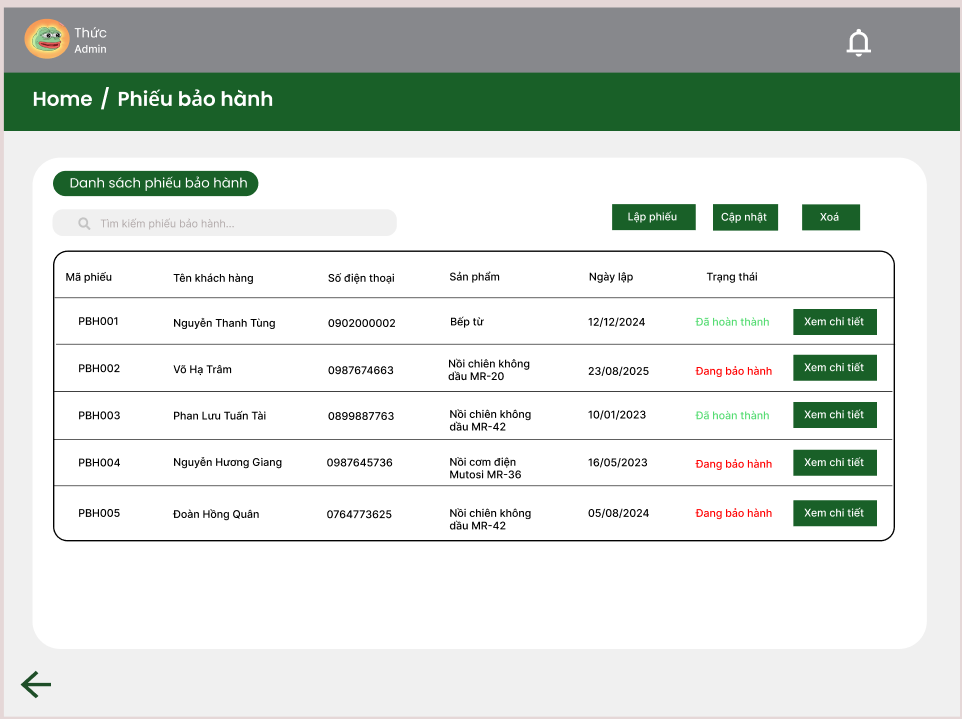 Thức
Admin
Home / Phiếu bảo hành
Danh sách phiếu bảo hành
Tìm kiếm phiếu bảo hành...
Lập phiếu Cập nhật Xoá
Mã phiếu Tên khách hàng Số điện thoại Sản phẩm Ngày lập Trạng thái
PBH001 Nguyễn Thanh Tùng 0902000002 Bếp từ 12/12/2024 Đã hoàn thành Xem chi tiết
PBH002 Võ Hạ Trâm 0987674663 Nồi chiên không 23/08/2025 Đang bảo hành Xem chi tiết
dầu MR-20
PBH003 Phan Lưu Tuấn Tài 0899887763 Nồi chiên không 10/01/2023 Đã hoàn thành Xem chi tiết
dầu MR-42
PBH004 Nguyễn Hương Giang 0987645736 Nồi cơm điện 16/05/2023 Đang bảo hành Xem chi tiết
Mutosi MR-36
PBH005 Đoàn Hồng Quân 0764773625 Nồi chiên không 05/08/2024 Đang bảo hành Xem chi tiết
dầu MR-42